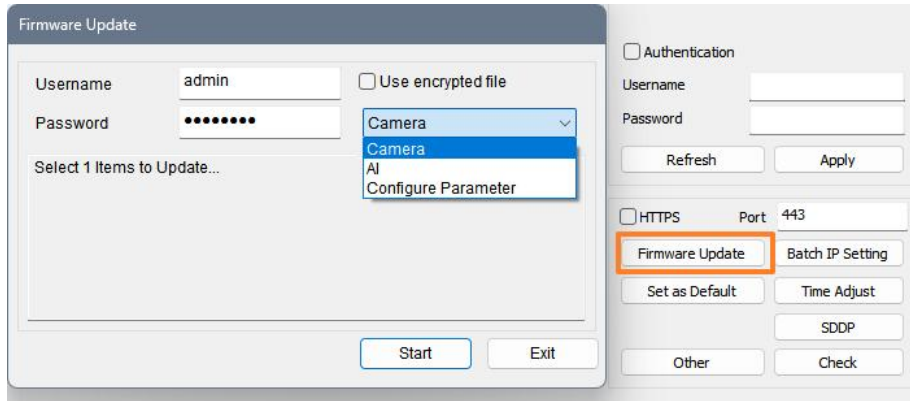 Firmware Update
Username admin Use encrypted file
Password •••••••• Camera
Camera
AI
Configure Parameter
Select 1 Items to Update...
Start Exit
Authentication
Username
Password
Refresh Apply
HTTPS Port 443
Firmware Update Batch IP Setting
Set as Default Time Adjust
SDDP
Other Check